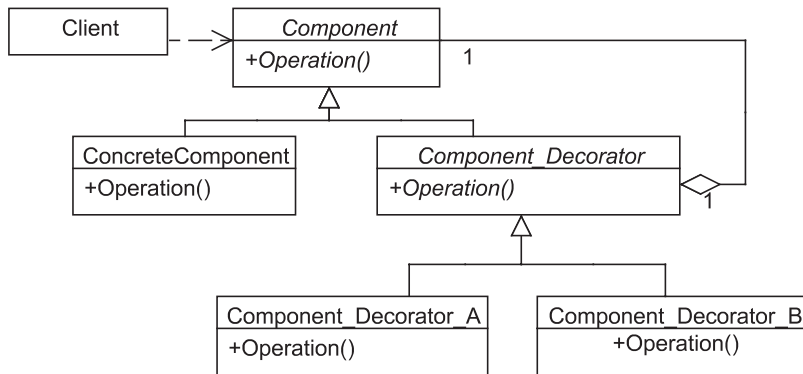 Client
Component
+Operation()
1
ConcreteComponent
+Operation()
Component_Decorator
+Operation()
1
Component_Decorator_A
+Operation()
Component_Decorator_B
+Operation()